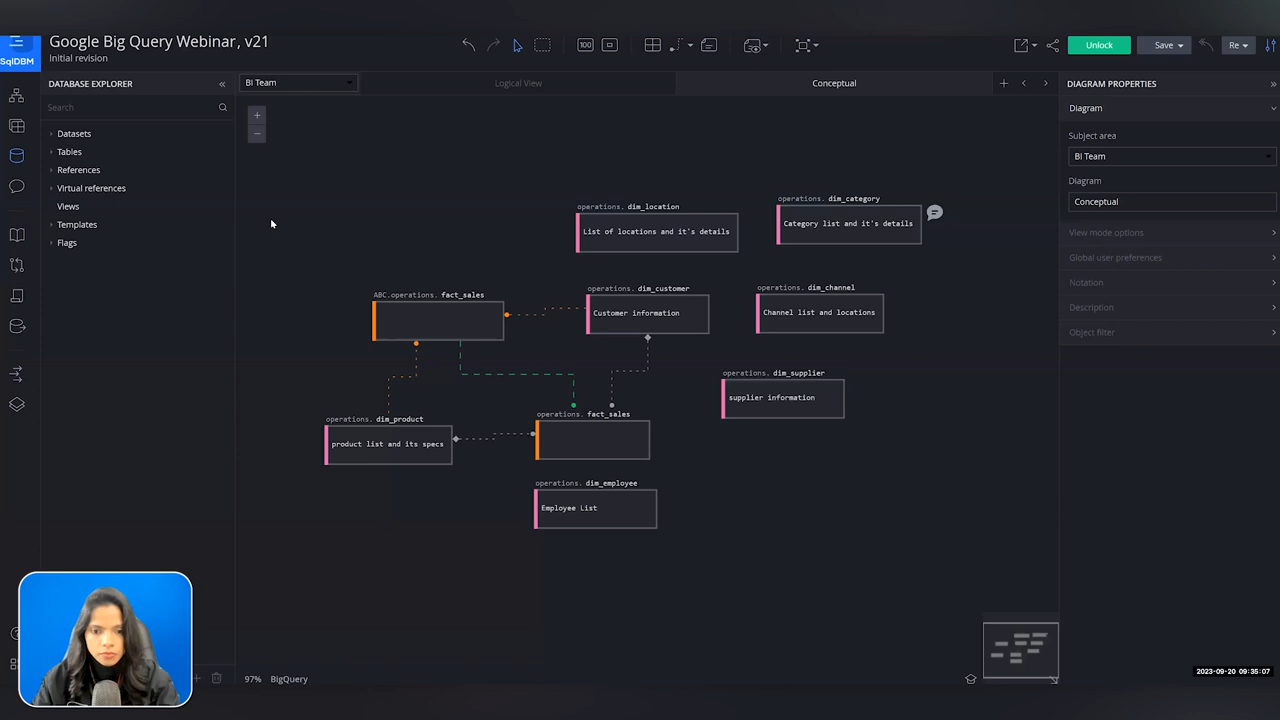 Google Big Query Webinar, v21
Initial revision
SqlDBM
100
Unlock
Save
Re
DATABASE EXPLORER
«
BI Team
Logical View
Conceptual
DIAGRAM PROPERTIES
»
Search
Diagram
Datasets
Tables
References
Virtual references
Views
Templates
Flags
Subject area
BI Team
Diagram
Conceptual
View mode options
Global user preferences
Notation
Description
Object filter
operations. dim_location
List of locations and it's details
operations. dim_category
Category list and it's details
ABC.operations. fact_sales
operations. dim_customer
Customer information
operations. dim_channel
Channel list and locations
operations. dim_supplier
supplier information
operations. dim_product
product list and its specs
operations. fact_sales
operations. dim_employee
Employee List
97%
BigQuery
2023-09-20 09:35:07